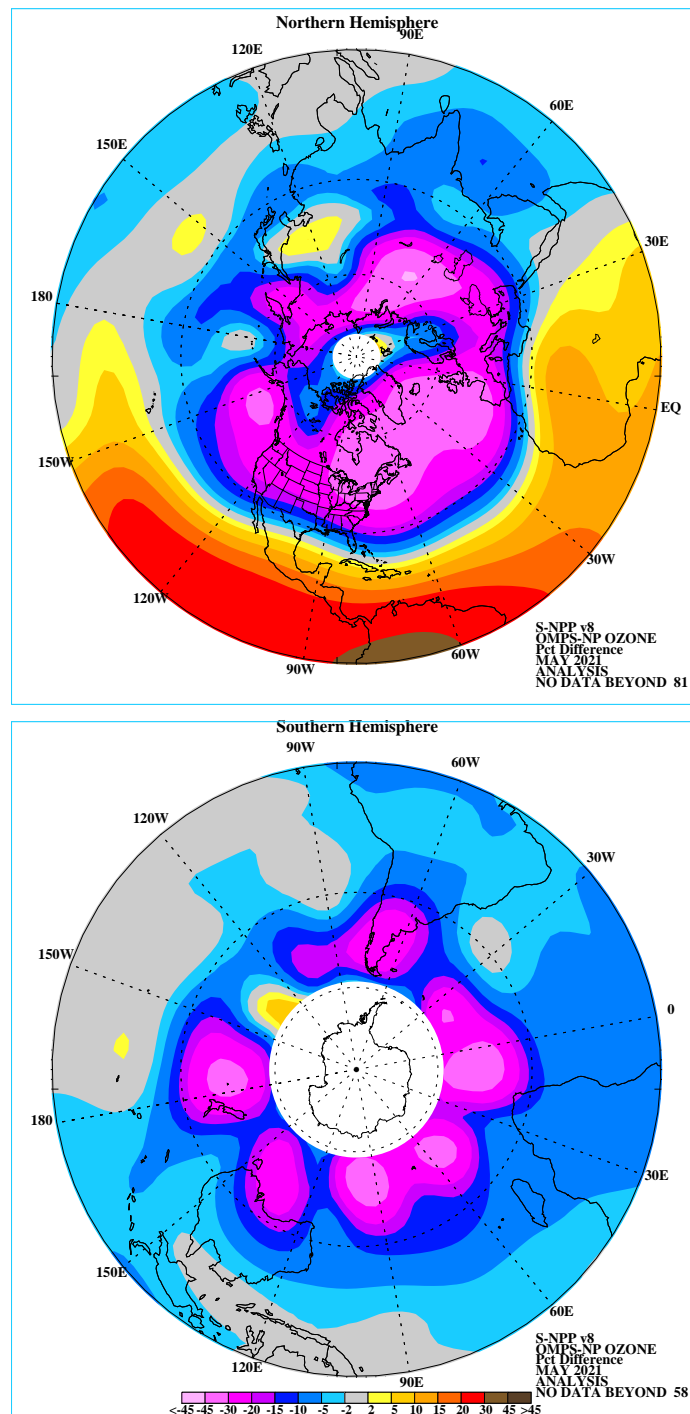 Northern Hemisphere
90E
120E
60E
150E
30E
180
EQ
150W
30W
120W
60W
90W
S-NPP v8
OMPS-NP OZONE
Pct Difference
MAY 2021
ANALYSIS
NO DATA BEYOND 81
Southern Hemisphere
90W
60W
120W
30W
150W
0
180
30E
150E
60E
120E
90E
S-NPP v8
OMPS-NP OZONE
Pct Difference
MAY 2021
ANALYSIS
NO DATA BEYOND 58
<-45 -45 -30 -20 -15 -10 -5 -2 2 5 10 15 20 30 45 >45